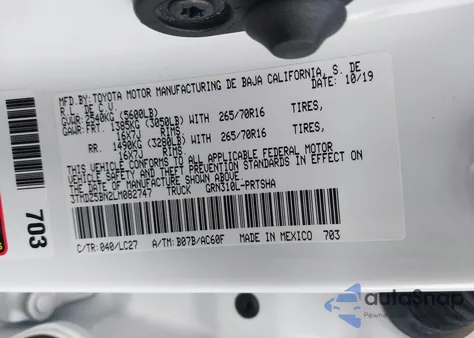 MFD.BY:TOYOTA MOTOR MANUFACTURING DE BAJA CALIFORNIA, S. DE
R.L. DE C.V. DATE: 10/19
GVWR: 2540KG (5600LB)
GAWR: FRT. 1385KG (3050LB) WITH 265/70R16 TIRES,
16X7J RIMS
RR. 1490KG (3280LB) WITH 265/70R16 TIRES,
16X7J RIMS
THIS VEHICLE CONFORMS TO ALL APPLICABLE FEDERAL MOTOR
VEHICLE SAFETY AND THEFT PREVENTION STANDARDS IN EFFECT ON
THE DATE OF MANUFACTURE SHOWN ABOVE.
3TMD25BN2LM082747 TRUCK GRN310L-PRTSHA
C/TR: 040/LC27 A/TM: B07B/AC60F MADE IN MEXICO 703
703
autoSnap